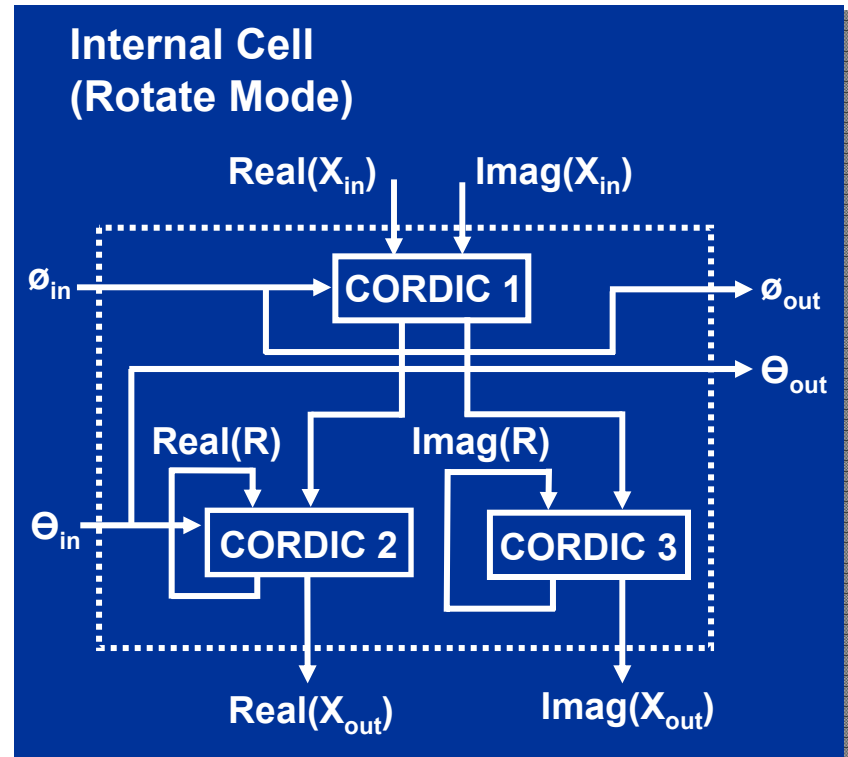 Internal Cell
(Rotate Mode)
Real(Xin) Imag(Xin)
øin CORDIC 1 øout
ϴout
Real(R) Imag(R)
ϴin CORDIC 2 CORDIC 3
Real(Xout) Imag(Xout)